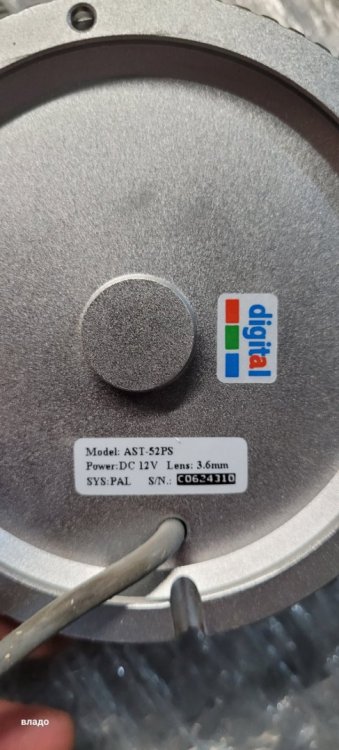 digital
Model: AST-52PS
Power:DC 12V Lens: 3.6mm
SYS:PAL S/N.: C0624310
владо